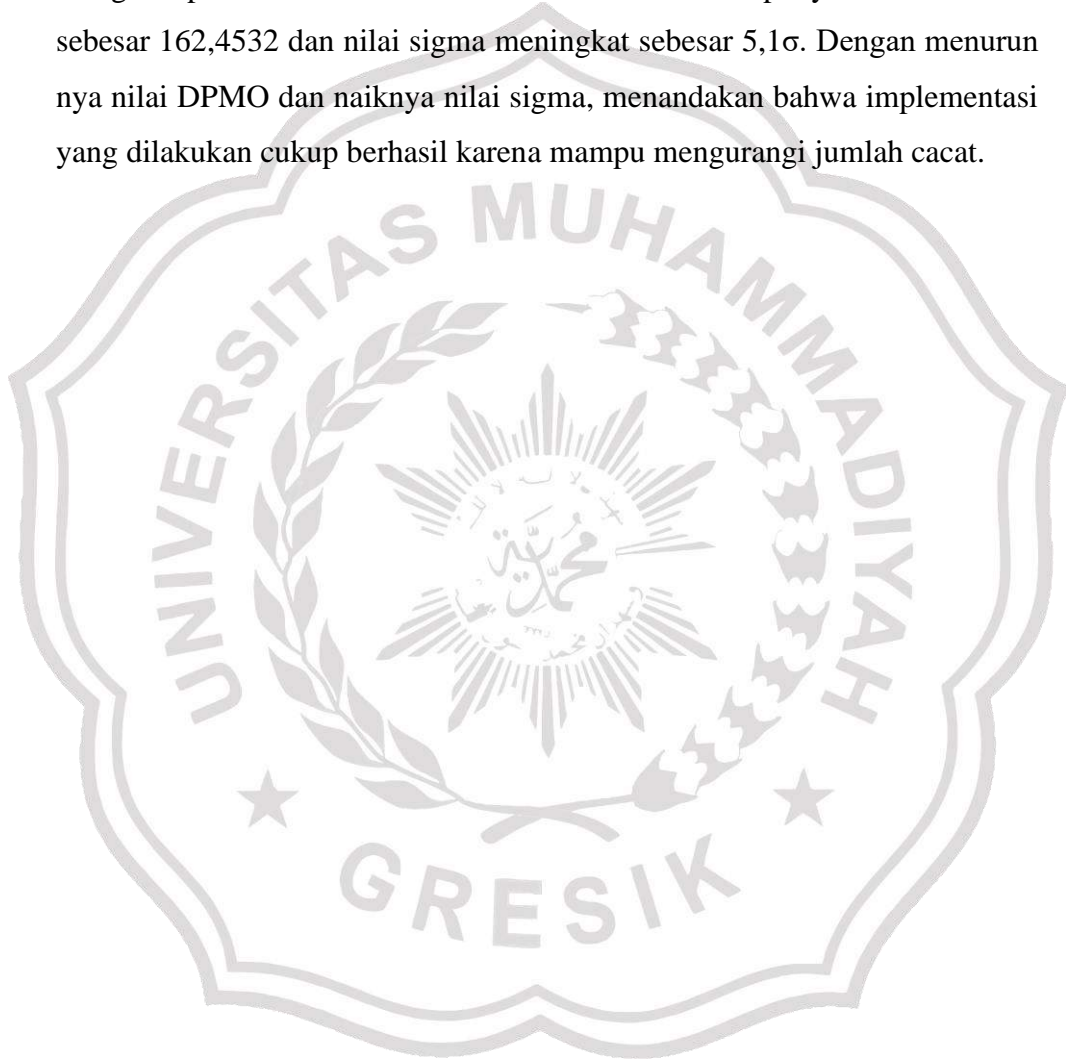 sebesar 162,4532 dan nilai sigma meningkat sebesar 5,1σ. Dengan menurun
nya nilai DPMO dan naiknya nilai sigma, menandakan bahwa implementasi
yang dilakukan cukup berhasil karena mampu mengurangi jumlah cacat.
UNIVERSITAS MUHAMMADIYAH
GRESIK